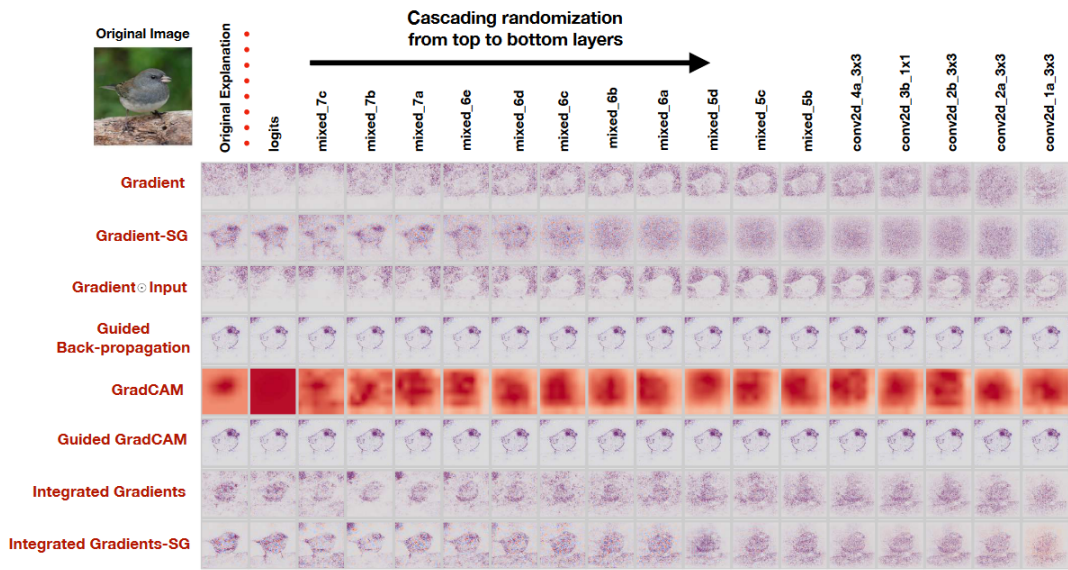 Cascading randomization
from top to bottom layers
Original Image
Original Explanation
logits
mixed_7c
mixed_7b
mixed_7a
mixed_6e
mixed_6d
mixed_6c
mixed_6b
mixed_6a
mixed_5d
mixed_5c
mixed_5b
conv2d_4a_3x3
conv2d_3b_1x1
conv2d_2b_3x3
conv2d_2a_3x3
conv2d_1a_3x3
Gradient
Gradient-SG
Gradient⊙Input
Guided
Back-propagation
GradCAM
Guided GradCAM
Integrated Gradients
Integrated Gradients-SG